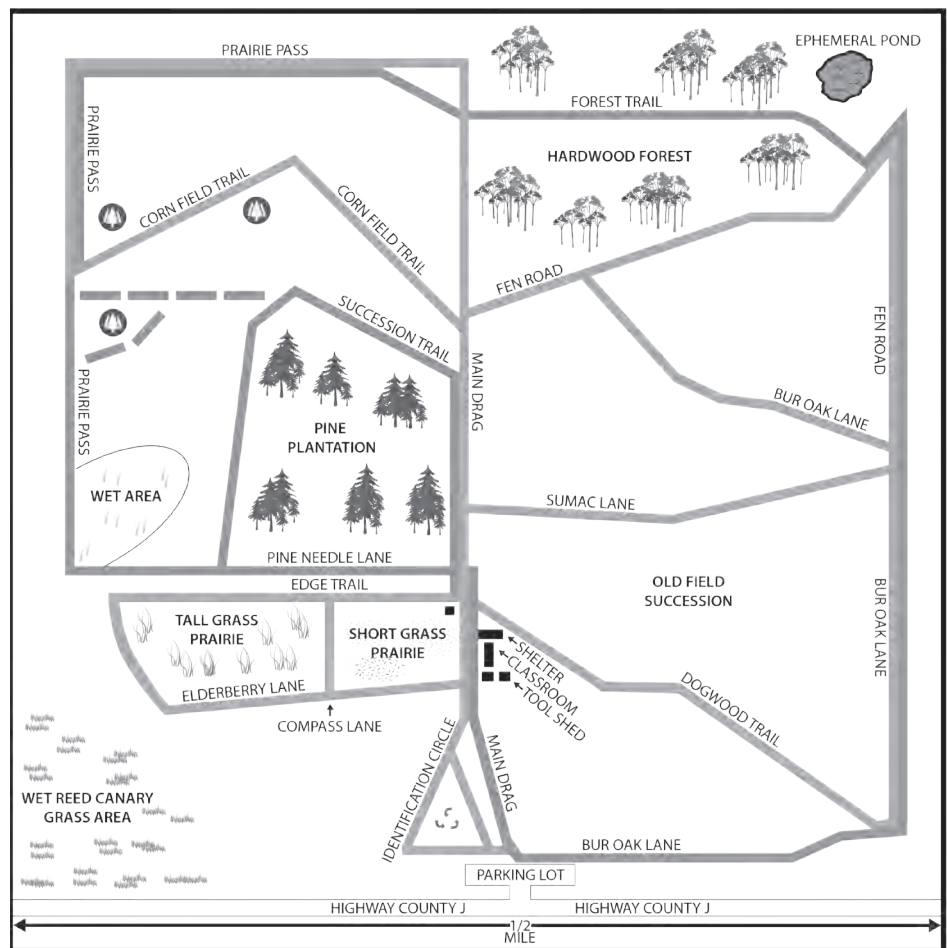 PRAIRIE PASS
EPHEMERAL POND
FOREST TRAIL
PRAIRIE PASS
HARDWOOD FOREST
CORN FIELD TRAIL
CORN FIELD TRAIL
FEN ROAD
SUCCESSION TRAIL
FEN ROAD
MAIN DRAG
PRAIRIE PASS
BUR OAK LANE
PINE
PLANTATION
WET AREA
SUMAC LANE
PINE NEEDLE LANE
EDGE TRAIL
OLD FIELD
SUCCESSION
BUR OAK LANE
TALL GRASS
PRAIRIE
SHORT GRASS
PRAIRIE
SHELTER
CLASSROOM
TOOL SHED
ELDERBERRY LANE
DOGWOOD TRAIL
COMPASS LANE
IDENTIFICATION CIRCLE
MAIN DRAG
WET REED CANARY
GRASS AREA
BUR OAK LANE
PARKING LOT
HIGHWAY COUNTY J
HIGHWAY COUNTY J
1/2
MILE